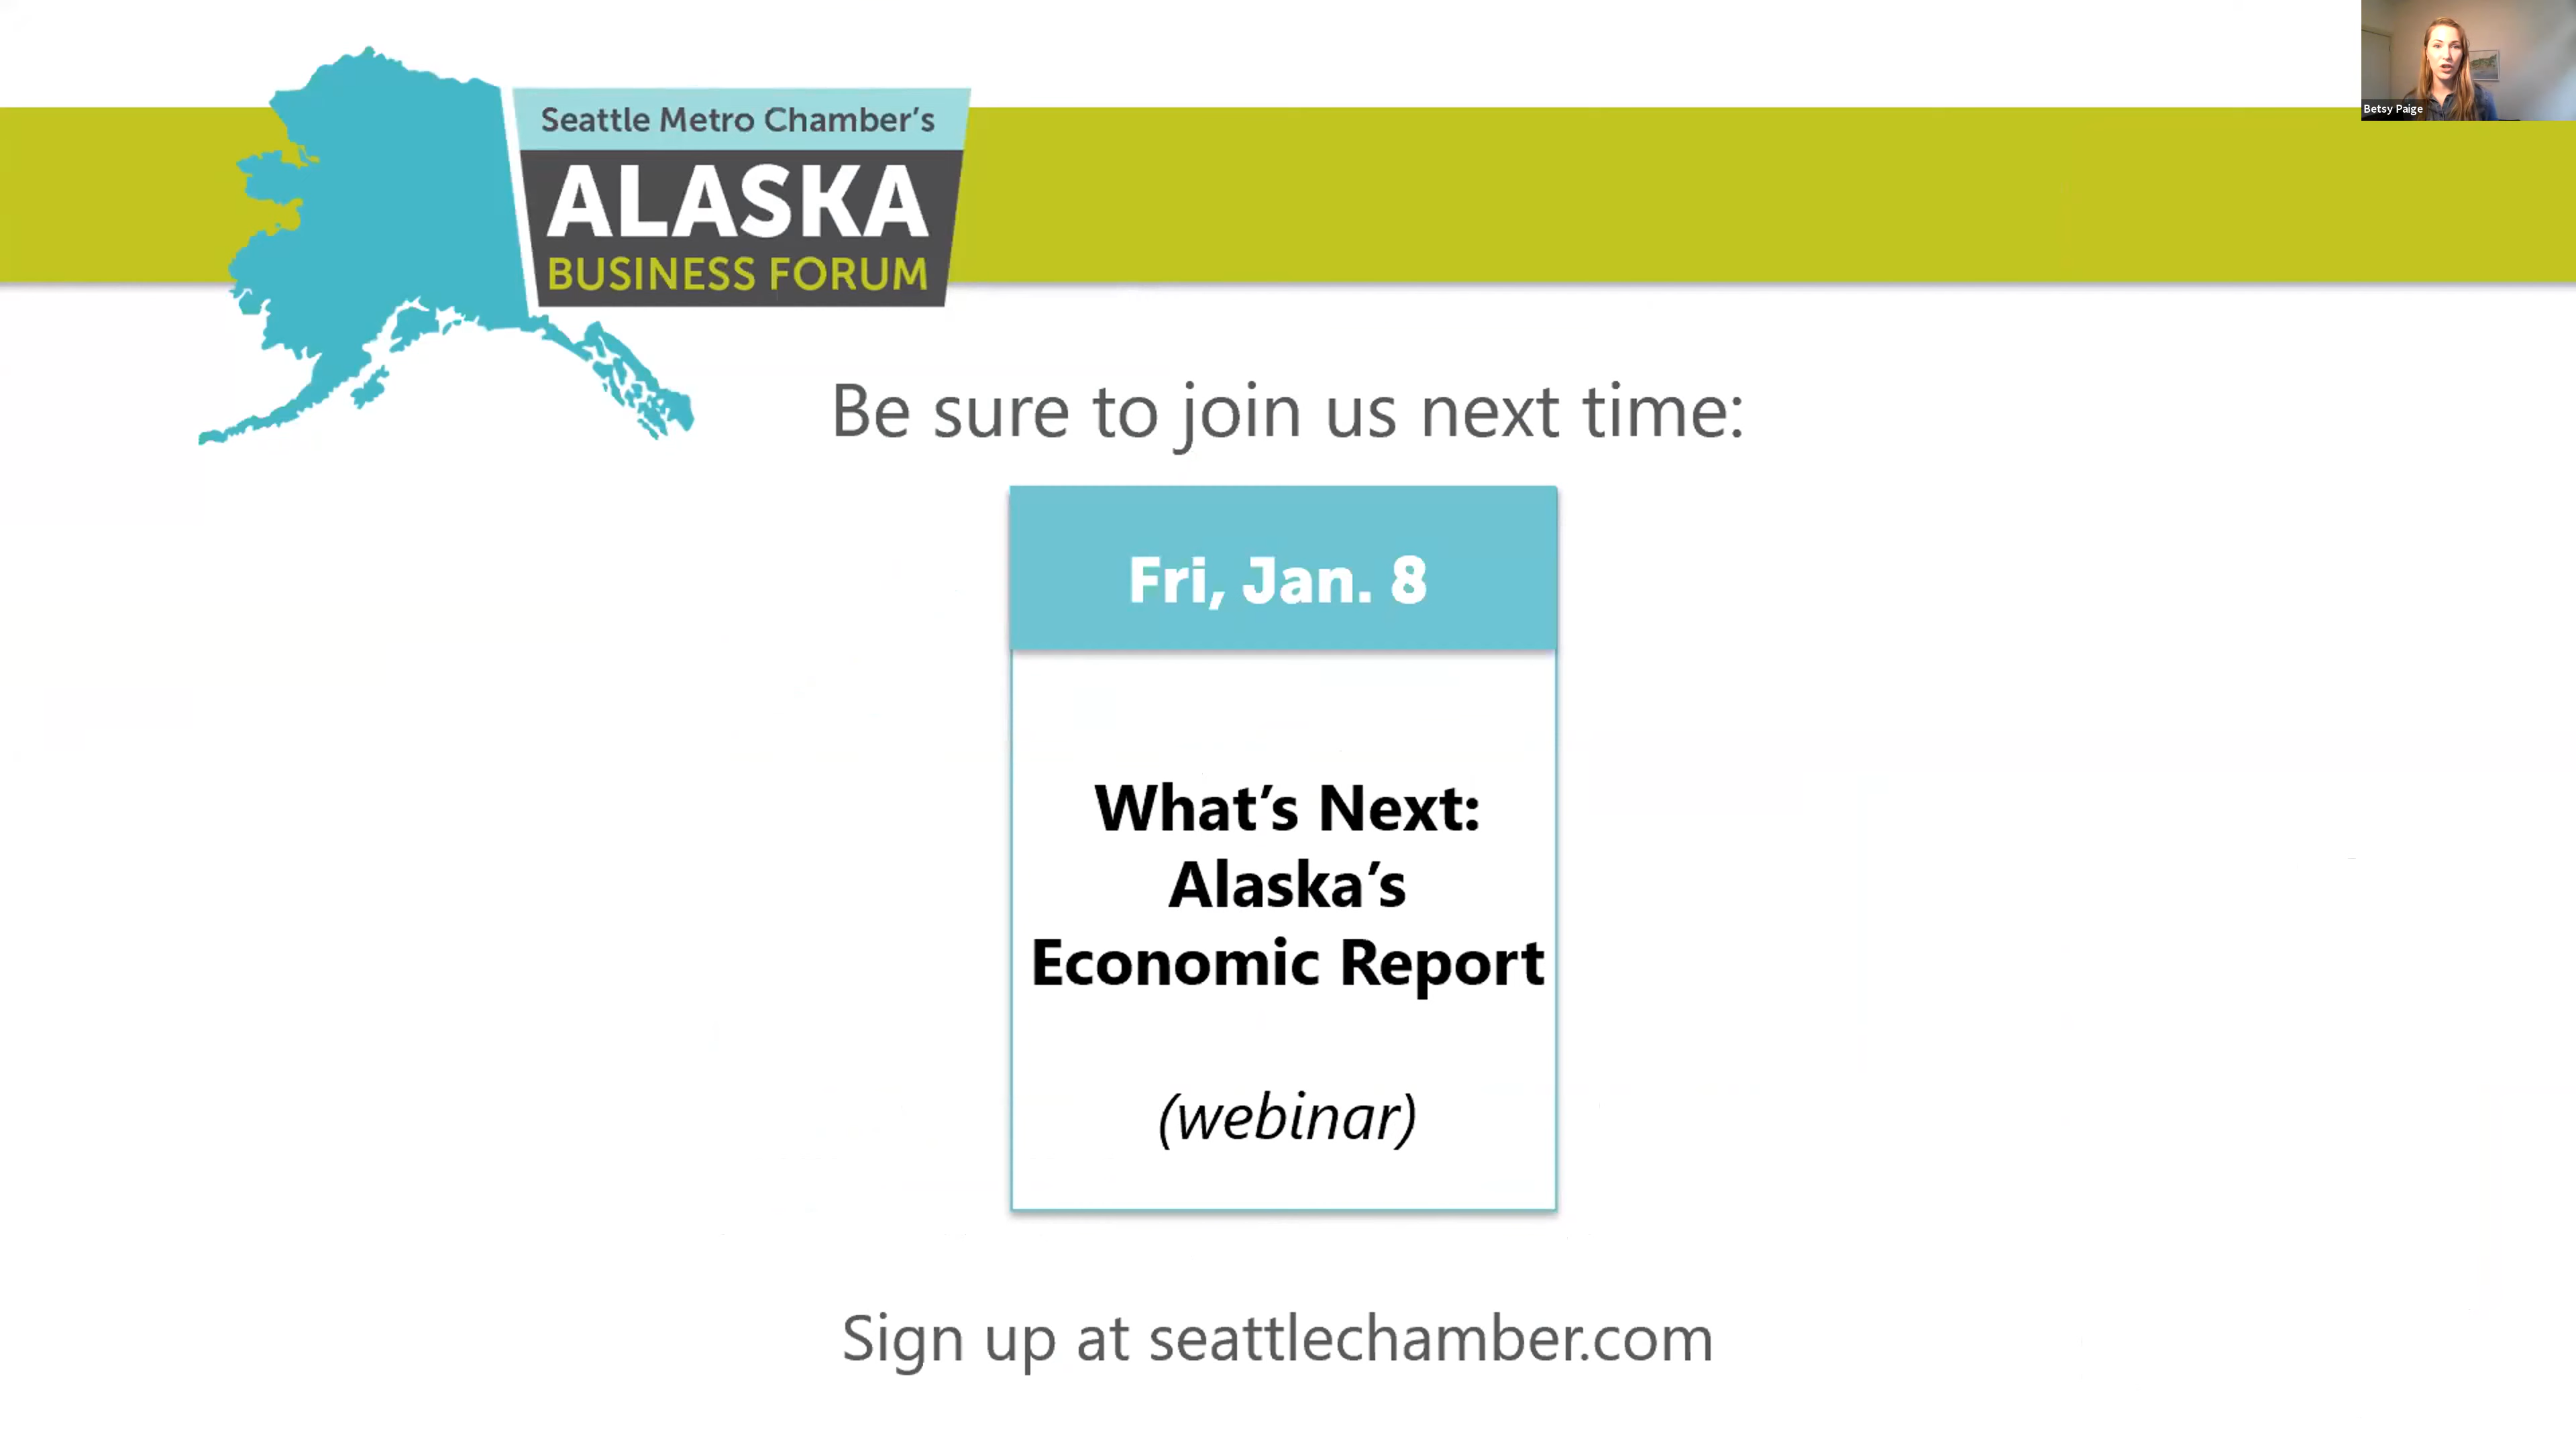 Seattle Metro Chamber’s
ALASKA
BUSINESS FORUM
Betsy Paige
Be sure to join us next time:
Fri, Jan. 8
What’s Next:
Alaska’s
Economic Report
(webinar)
Sign up at seattlechamber.com